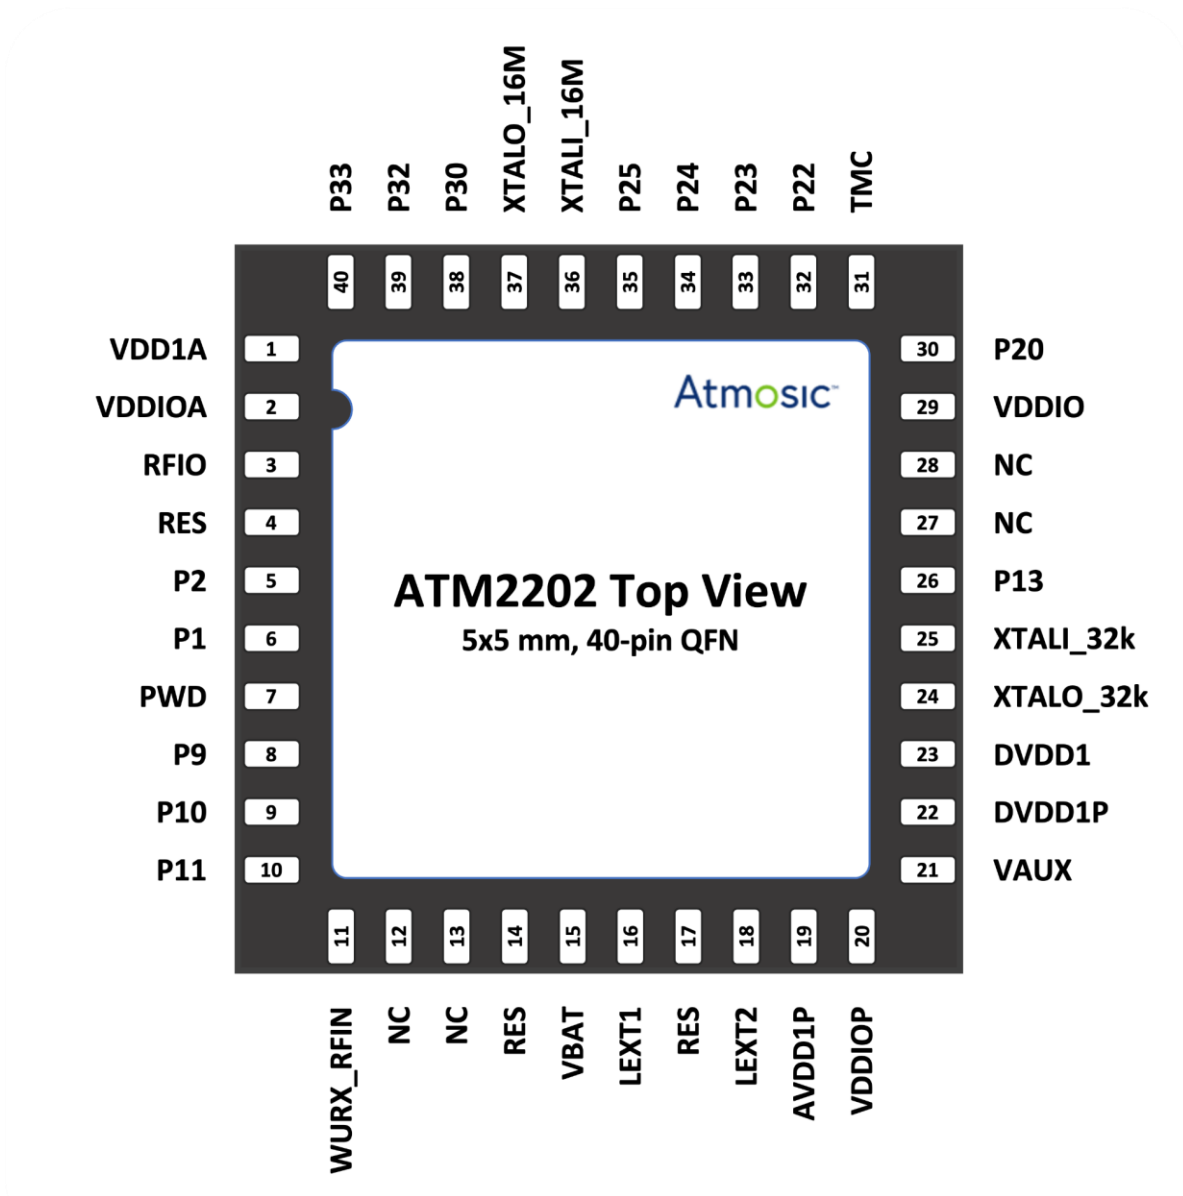 P33 P32 P30 XTALO_16M XTALI_16M P25 P24 P23 P22 TMC
40 39 38 37 36 35 34 33 32 31
VDD1A 1
VDDIOA 2
RFIO 3
RES 4
P2 5
P1 6
PWD 7
P9 8
P10 9
P11 10
Atmosic™
ATM2202 Top View
5x5 mm, 40-pin QFN
30 P20
29 VDDIO
28 NC
27 NC
26 P13
25 XTALI_32k
24 XTALO_32k
23 DVDD1
22 DVDD1P
21 VAUX
11 12 13 14 15 16 17 18 19 20
WURX_RFIN NC NC RES VBAT LEXT1 RES LEXT2 AVDD1P VDDIOP